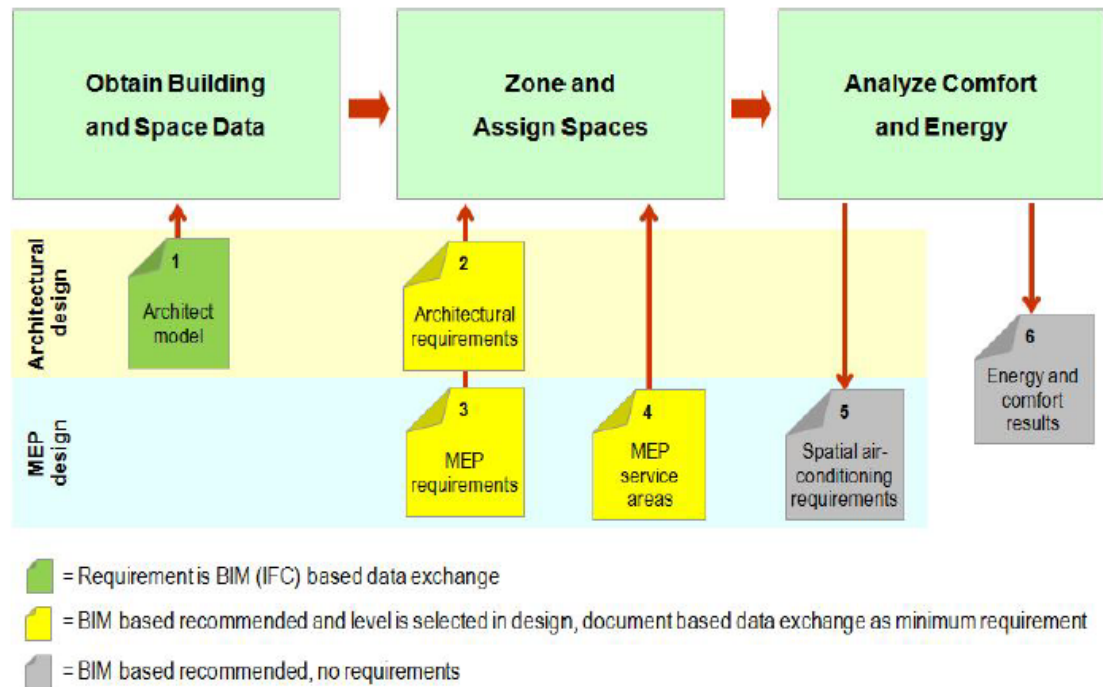 Obtain Building
and Space Data
Zone and
Assign Spaces
Analyze Comfort
and Energy
Architectural
design
1
Architect
model
2
Architectural
requirements
6
Energy and
comfort
results
MEP
design
3
MEP
requirements
4
MEP
service
areas
5
Spatial air-
conditioning
requirements
= Requirement is BIM (IFC) based data exchange
= BIM based recommended and level is selected in design, document based data exchange as minimum requirement
= BIM based recommended, no requirements